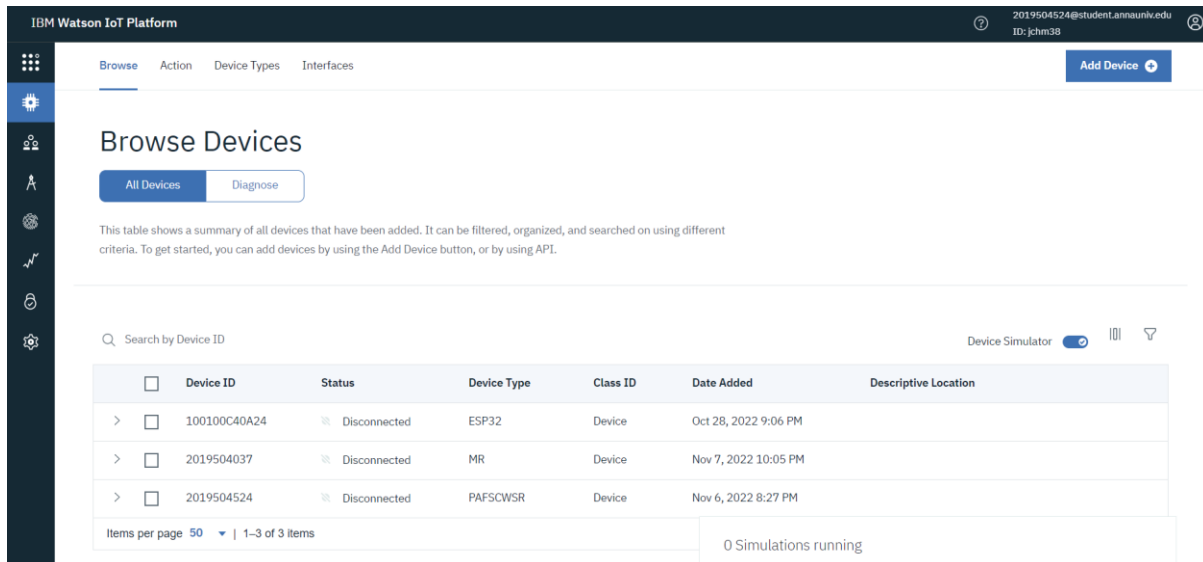 IBM Watson IoT Platform
2019504524@student.annauniv.edu
ID: jchm38
Browse Action Device Types Interfaces
Add Device
Browse Devices
All Devices Diagnose
This table shows a summary of all devices that have been added. It can be filtered, organized, and searched on using different
criteria. To get started, you can add devices by using the Add Device button, or by using API.
Search by Device ID
Device Simulator
Device ID Status Device Type Class ID Date Added Descriptive Location
100100C40A24 Disconnected ESP32 Device Oct 28, 2022 9:06 PM
2019504037 Disconnected MR Device Nov 7, 2022 10:05 PM
2019504524 Disconnected PAFSCWSR Device Nov 6, 2022 8:27 PM
Items per page 50 | 1–3 of 3 items
0 Simulations running